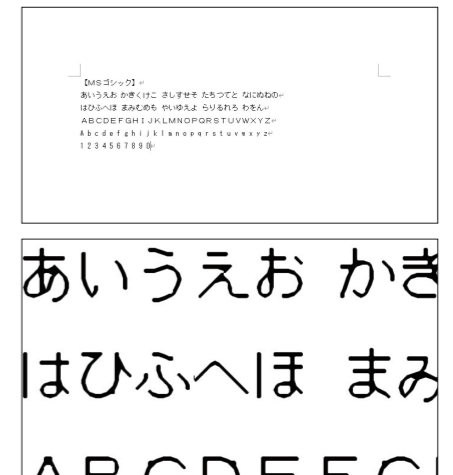 【MSゴシック】
あいうえお かきくけこ さしすせそ たちつてと なにぬねの
はひふへほ まみむめも やいゆえよ らりるれろ わをん
ABCDEFGHIJKLMNOPQRSTUVWXYZ
Abcdefghijklmnopqrstuvwxyz
1234567890
あいうえお かき
はひふへほ まみ
ABCDEFG